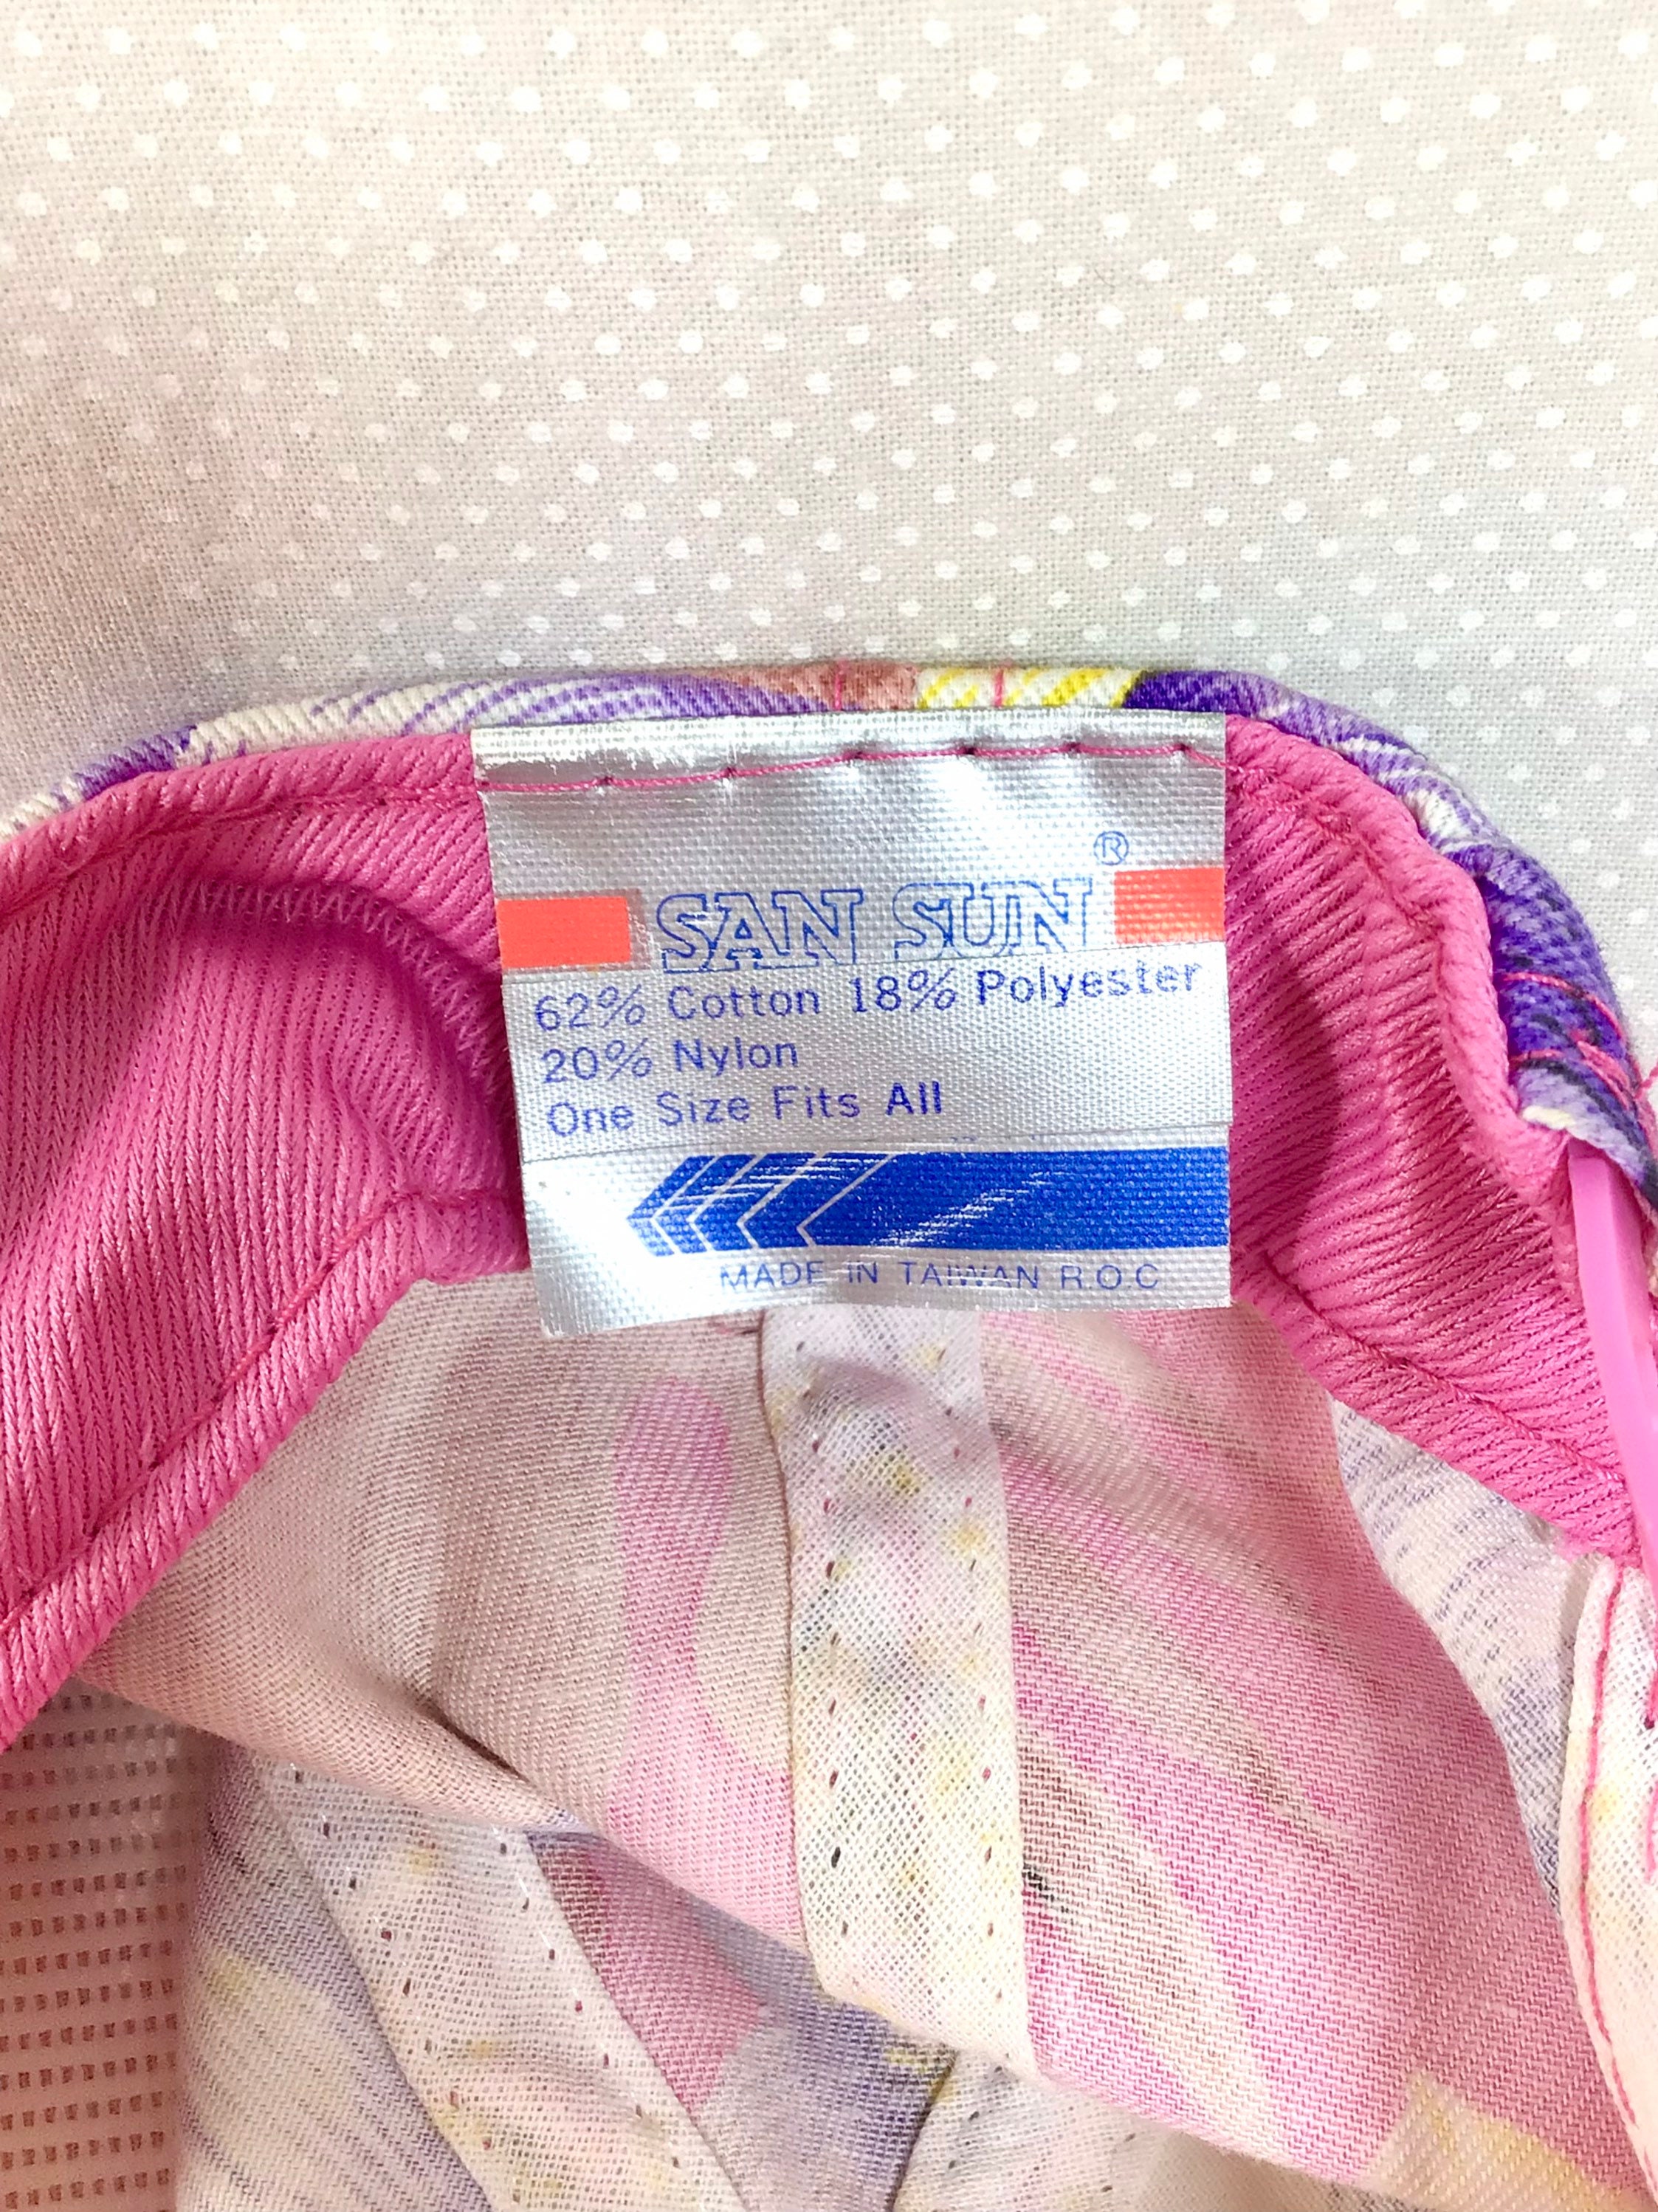 ®
SAN SUN
62% Cotton 18% Polyester
20% Nylon
One Size Fits All
MADE IN TAIWAN R.O.C